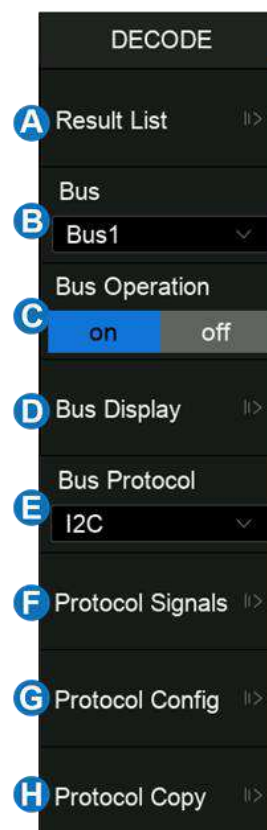 DECODE
A Result List
Bus
B Bus1
Bus Operation
C on off
D Bus Display
Bus Protocol
E I2C
F Protocol Signals
G Protocol Config
H Protocol Copy